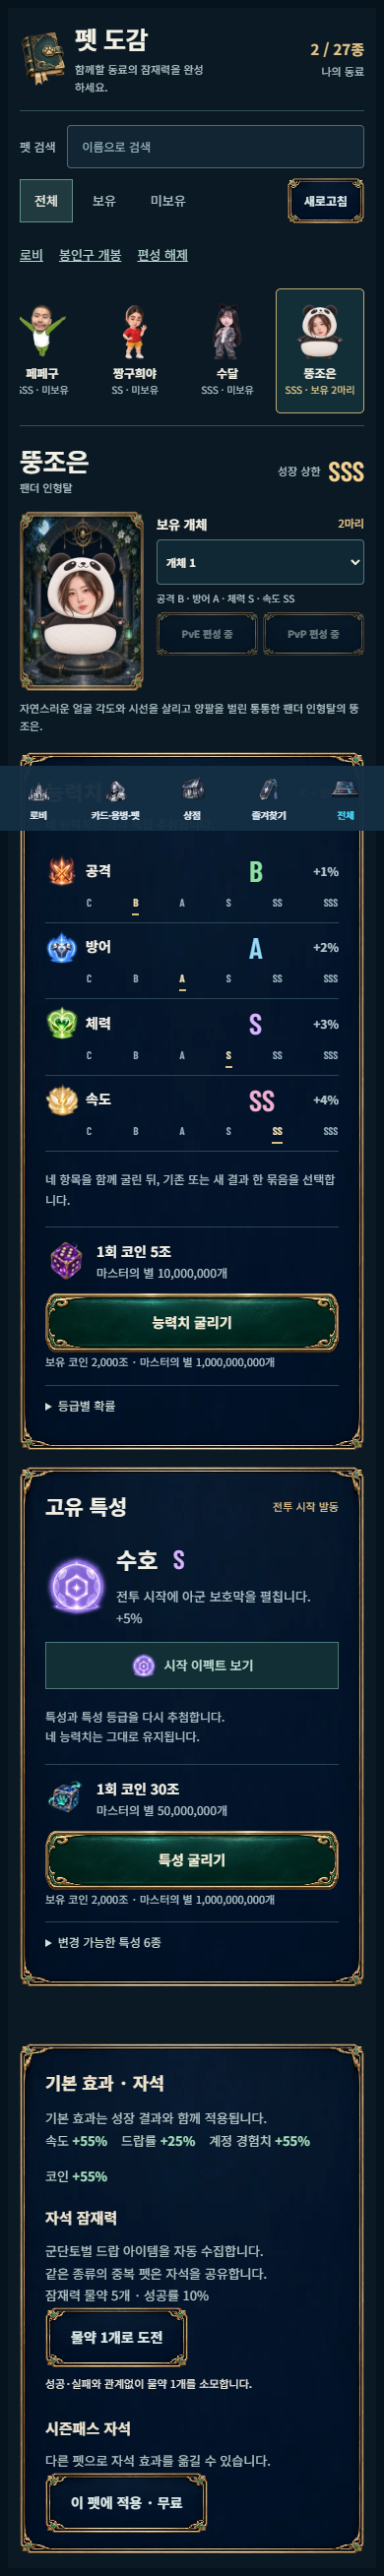 펫 도감
함께할 동료의 잠재력을 완성
하세요.
2 / 27종
나의 동료
펫 검색
이름으로 검색
전체
보유
미보유
새로고침
로비
봉인구 개봉
편성 해제
페페구
SSS · 미보유
짱구희야
SS · 미보유
수달
SSS · 미보유
뚱조은
SSS · 보유 2마리
뚱조은
팬더 인형탈
성장 상한 SSS
보유 개체
2마리
개체 1
공격 B · 방어 A · 체력 S · 속도 SS
PvE 편성 중
PvP 편성 중
자연스러운 얼굴 각도와 시선을 살리고 양팔을 벌린 통통한 팬더 인형탈의 뚱
조은.
능력치
로비
카드·용병·펫
상점
즐겨찾기
전체
공격 B +1%
C B A S SS SSS
방어 A +2%
C B A S SS SSS
체력 S +3%
C B A S SS SSS
속도 SS +4%
C B A S SS SSS
네 항목을 함께 굴린 뒤, 기존 또는 새 결과 한 묶음을 선택합
니다.
1회 코인 5조
마스터의 별 10,000,000개
능력치 굴리기
보유 코인 2,000조 · 마스터의 별 1,000,000,000개
▶ 등급별 확률
고유 특성
전투 시작 발동
수호 S
전투 시작에 아군 보호막을 펼칩니다.
+5%
시작 이펙트 보기
특성과 특성 등급을 다시 추첨합니다.
네 능력치는 그대로 유지됩니다.
1회 코인 30조
마스터의 별 50,000,000개
특성 굴리기
보유 코인 2,000조 · 마스터의 별 1,000,000,000개
▶ 변경 가능한 특성 6종
기본 효과 · 자석
기본 효과는 성장 결과와 함께 적용됩니다.
속도 +55% 드랍률 +25% 계정 경험치 +55%
코인 +55%
자석 잠재력
군단토벌 드랍 아이템을 자동 수집합니다.
같은 종류의 중복 펫은 자석을 공유합니다.
잠재력 물약 5개 · 성공률 10%
물약 1개로 도전
성공·실패와 관계없이 물약 1개를 소모합니다.
시즌패스 자석
다른 펫으로 자석 효과를 옮길 수 있습니다.
이 펫에 적용 · 무료